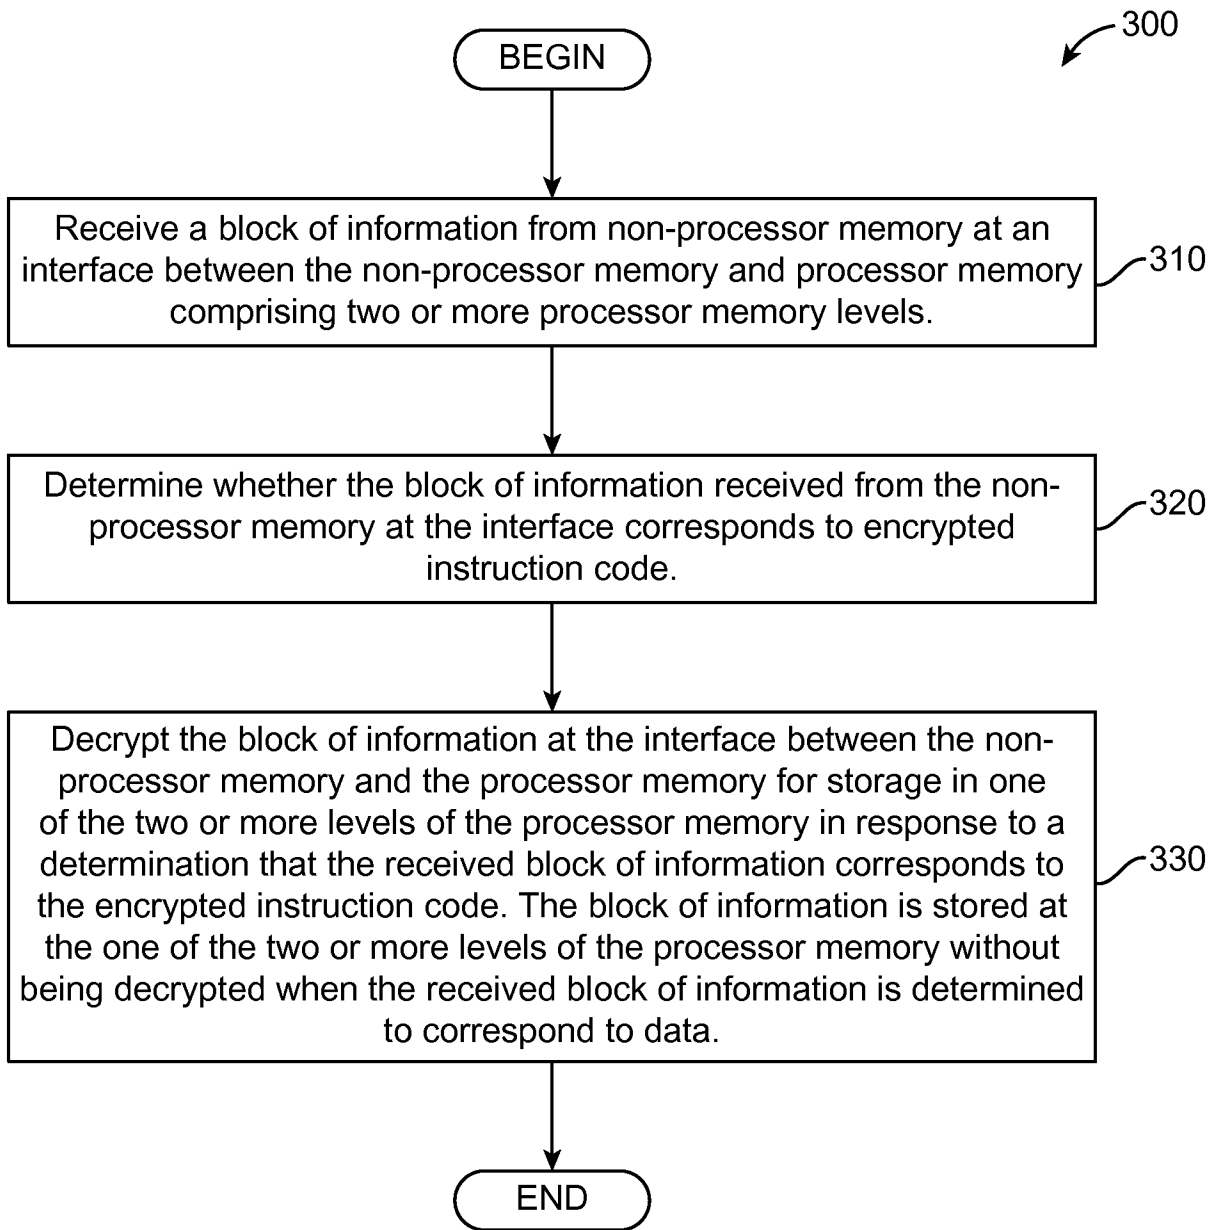 300
BEGIN
Receive a block of information from non-processor memory at an
interface between the non-processor memory and processor memory
comprising two or more processor memory levels.
310
Determine whether the block of information received from the non-
processor memory at the interface corresponds to encrypted
instruction code.
320
Decrypt the block of information at the interface between the non-
processor memory and the processor memory for storage in one
of the two or more levels of the processor memory in response to a
determination that the received block of information corresponds to
the encrypted instruction code. The block of information is stored at
the one of the two or more levels of the processor memory without
being decrypted when the received block of information is determined
to correspond to data.
330
END